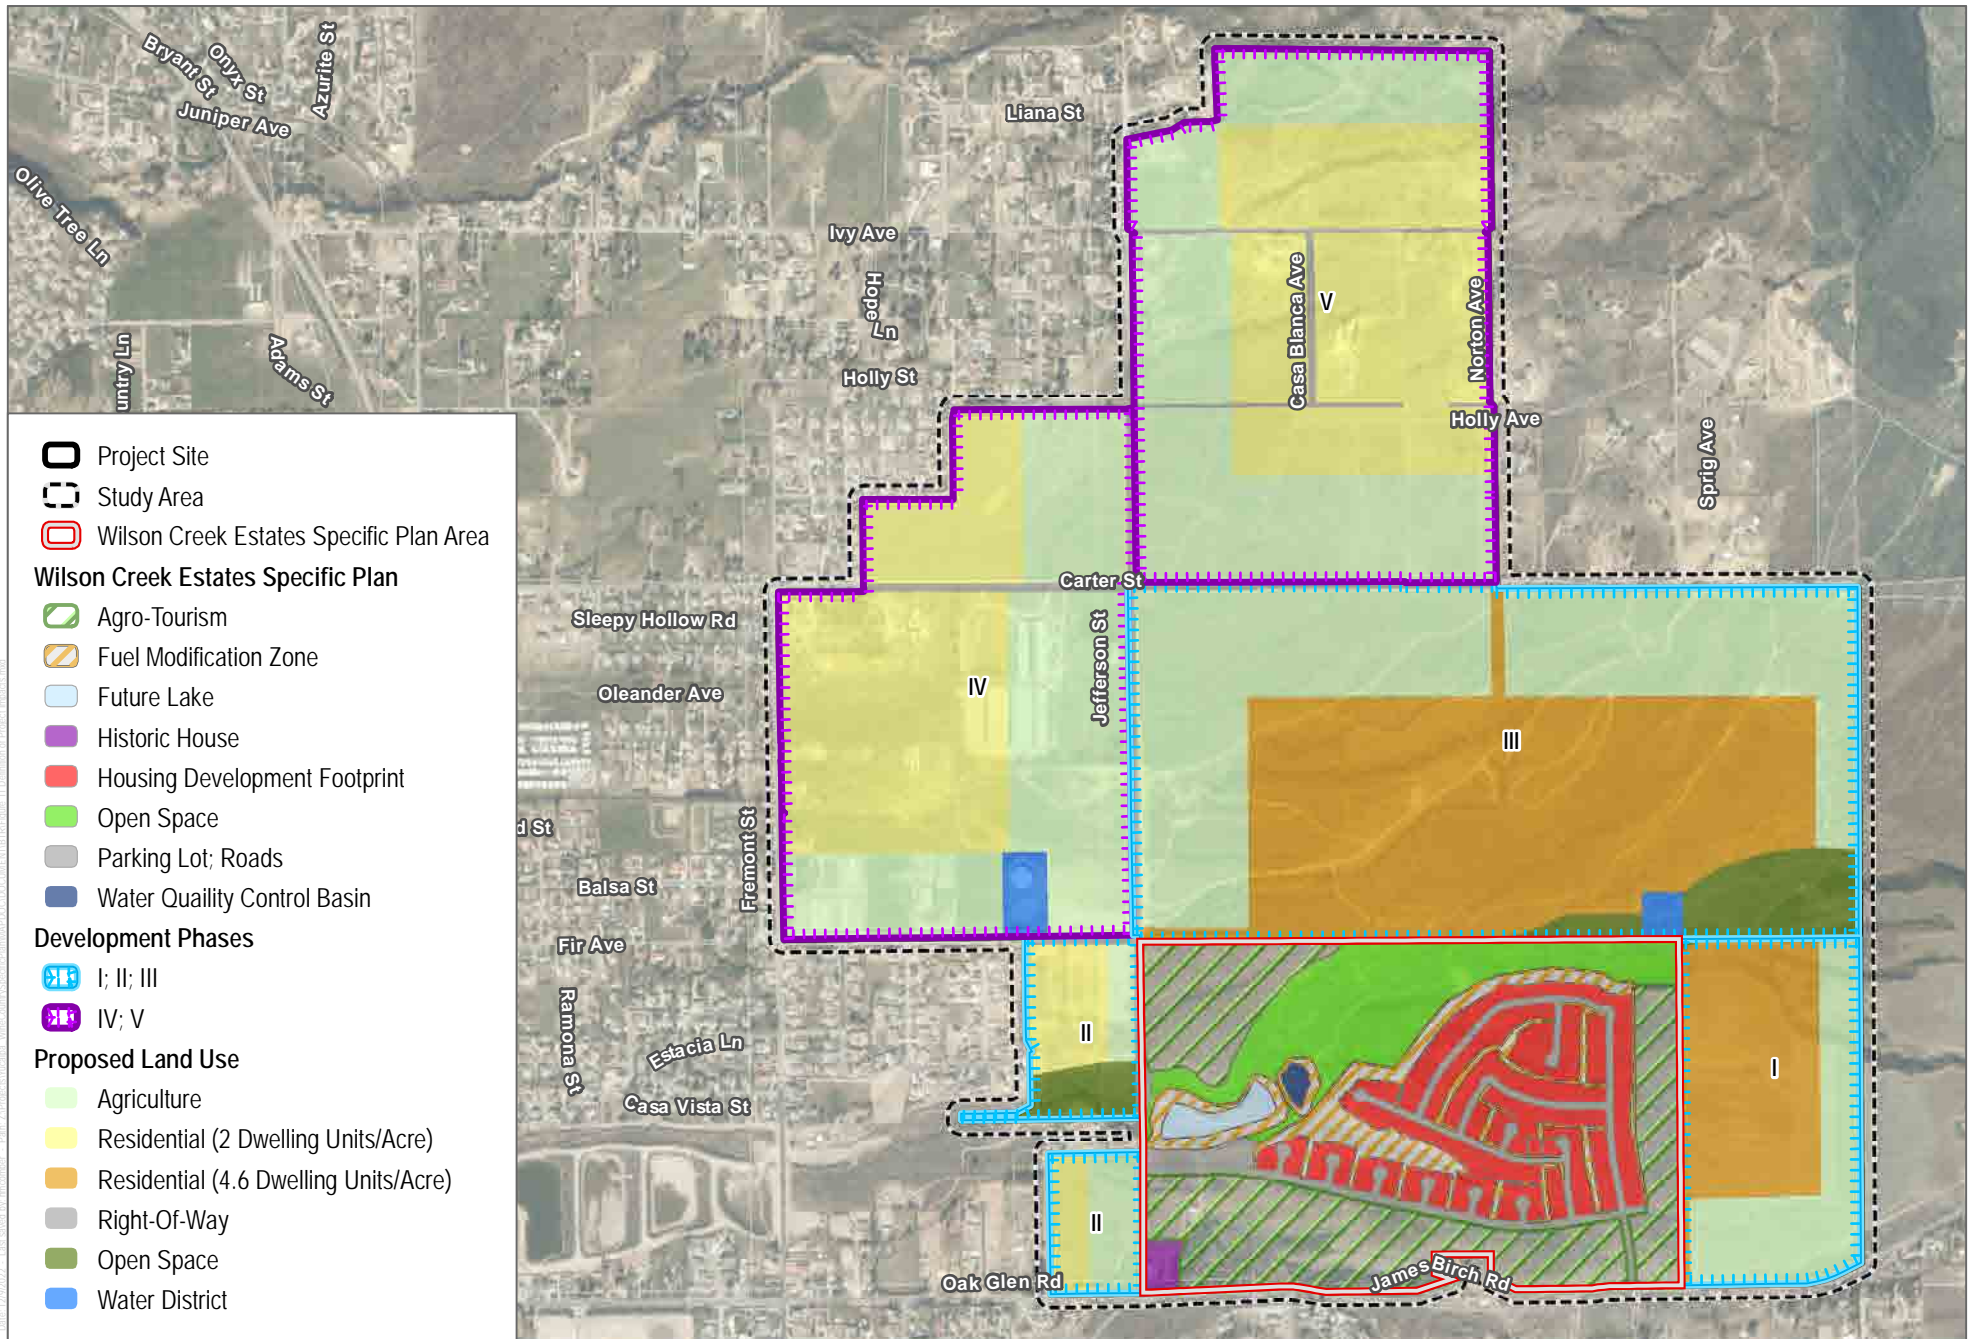 Bryant St
Onyx St
Azurite St
Juniper Ave
Olive Tree Ln
Liana St
Ivy Ave
Hope Ln
Holly St
untry Ln
Adams St
Casa Blanca Ave
V
Norton Ave
Holly Ave
Sprig Ave
Carter St
Sleepy Hollow Rd
Oleander Ave
Jefferson St
IV
III
d St
Fremont St
Balsa St
Fir Ave
Ramona St
Estacia Ln
Casa Vista St
II
I
II
Oak Glen Rd
James Birch Rd
Project Site
Study Area
Wilson Creek Estates Specific Plan Area
Wilson Creek Estates Specific Plan
Agro-Tourism
Fuel Modification Zone
Future Lake
Historic House
Housing Development Footprint
Open Space
Parking Lot; Roads
Water Quaility Control Basin
Development Phases
I; II; III
IV; V
Proposed Land Use
Agriculture
Residential (2 Dwelling Units/Acre)
Residential (4.6 Dwelling Units/Acre)
Right-Of-Way
Open Space
Water District